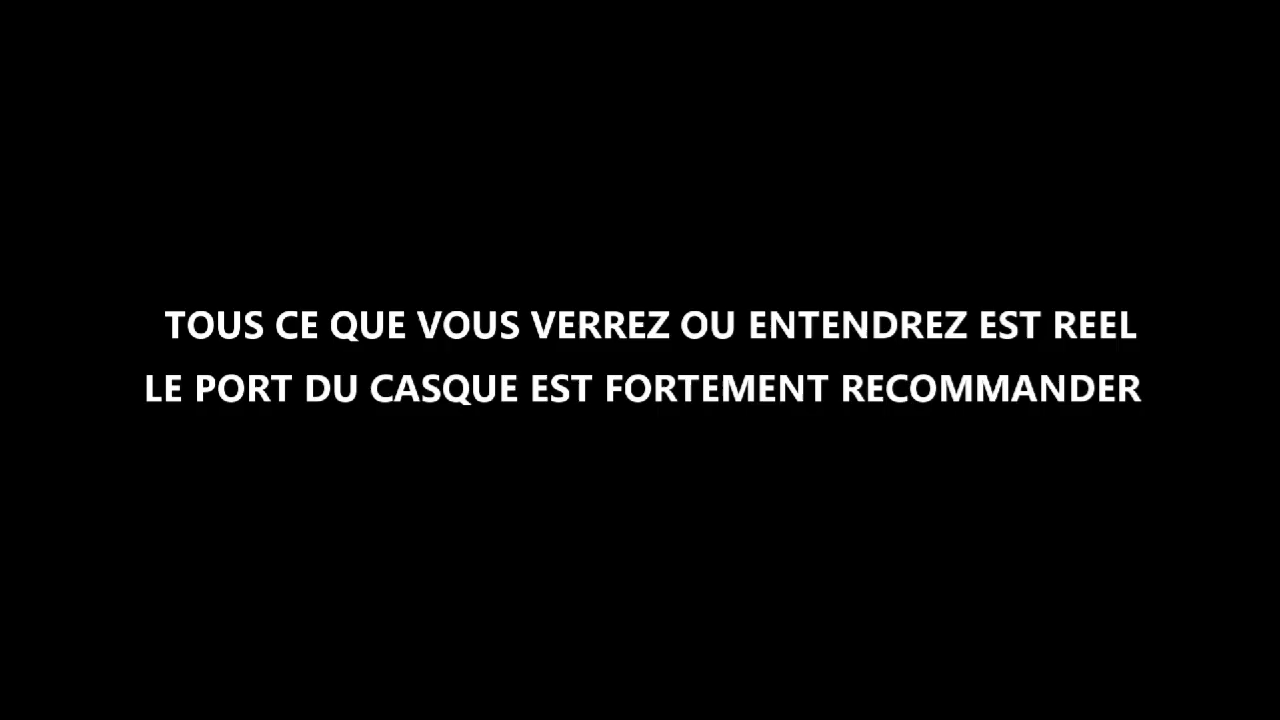 TOUS CE QUE VOUS VERREZ OU ENTENDREZ EST REEL
LE PORT DU CASQUE EST FORTEMENT RECOMMANDER